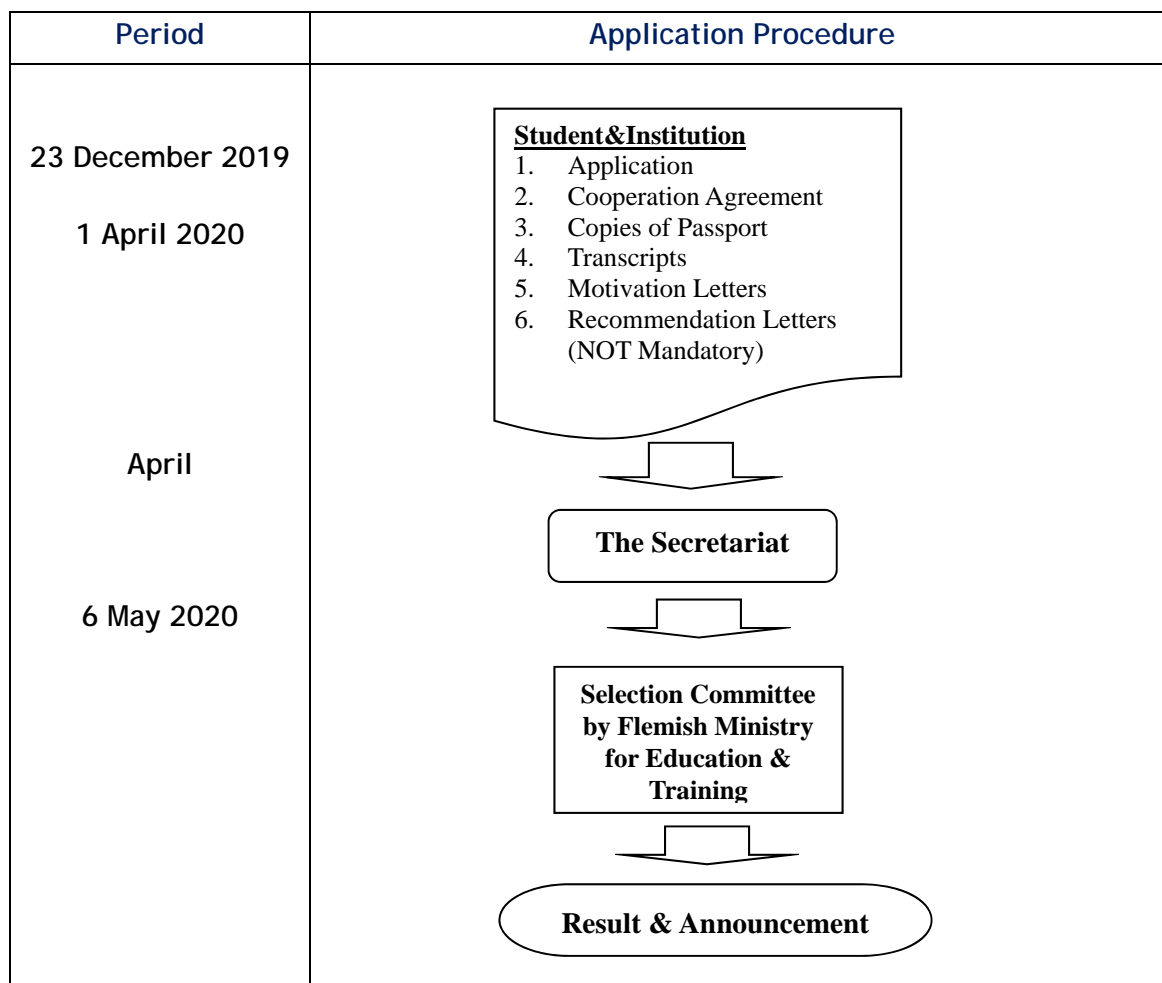 Period
Application Procedure
23 December 2019
1 April 2020
April
6 May 2020
Student&Institution
1. Application
2. Cooperation Agreement
3. Copies of Passport
4. Transcripts
5. Motivation Letters
6. Recommendation Letters
(NOT Mandatory)
The Secretariat
Selection Committee
by Flemish Ministry
for Education &
Training
Result & Announcement